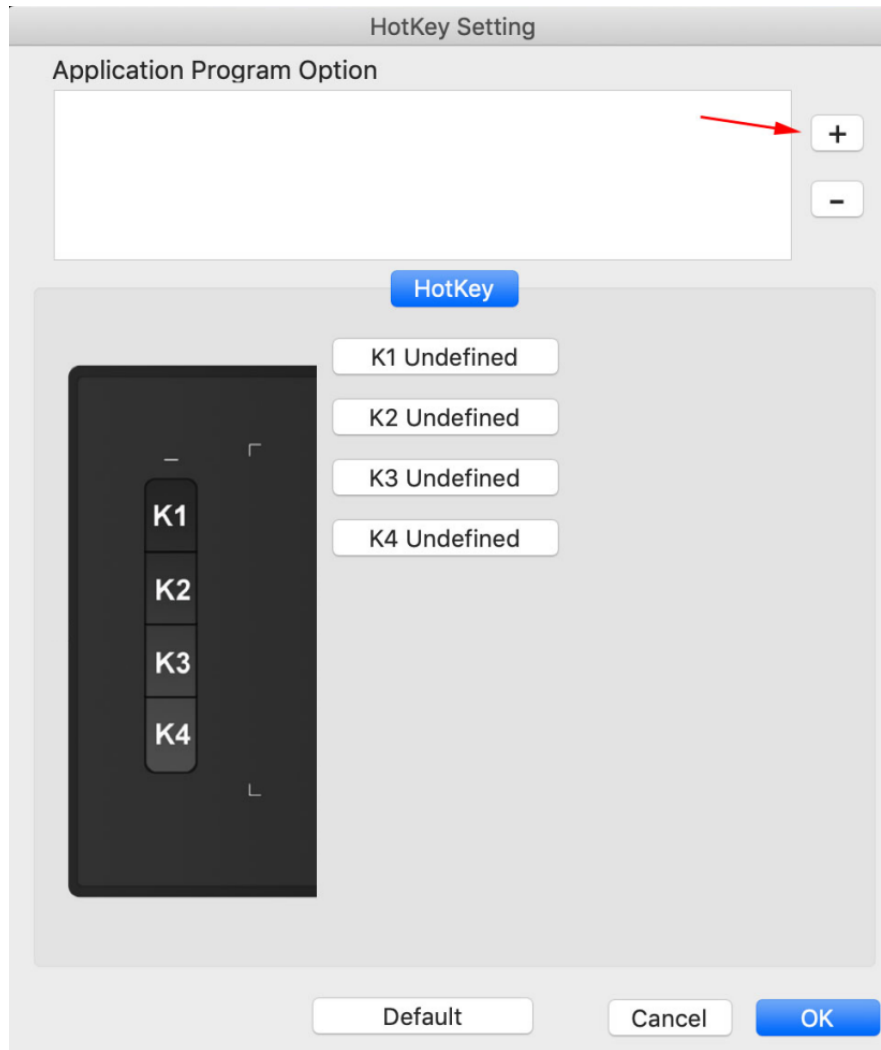 HotKey Setting
Application Program Option
+
-
HotKey
K1 Undefined
K2 Undefined
K3 Undefined
K4 Undefined
K1
K2
K3
K4
Default
Cancel
OK